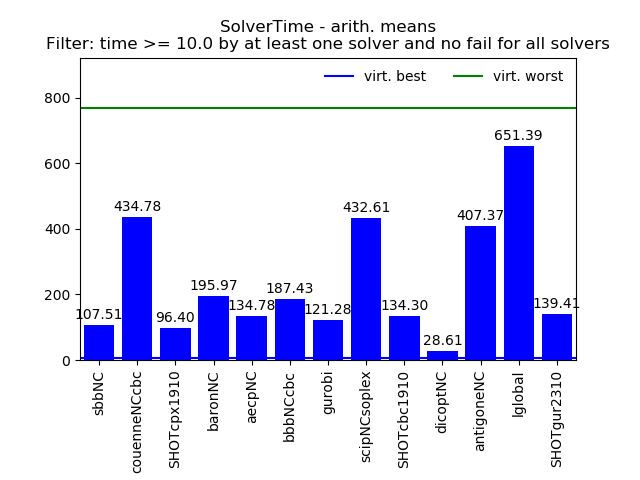 SolverTime - arith. means
Filter: time >= 10.0 by at least one solver and no fail for all solvers
virt. best
virt. worst
800
600
400
200
0
107.51
434.78
96.40
195.97
134.78
187.43
121.28
432.61
134.30
28.61
407.37
651.39
139.41
sbbNC
couenneNCcbc
SHOTcpx1910
baronNC
aecpNC
bbbNCcbc
gurobi
scipNCsoplex
SHOTcbc1910
dicoptNC
antigoneNC
lglobal
SHOTgur2310